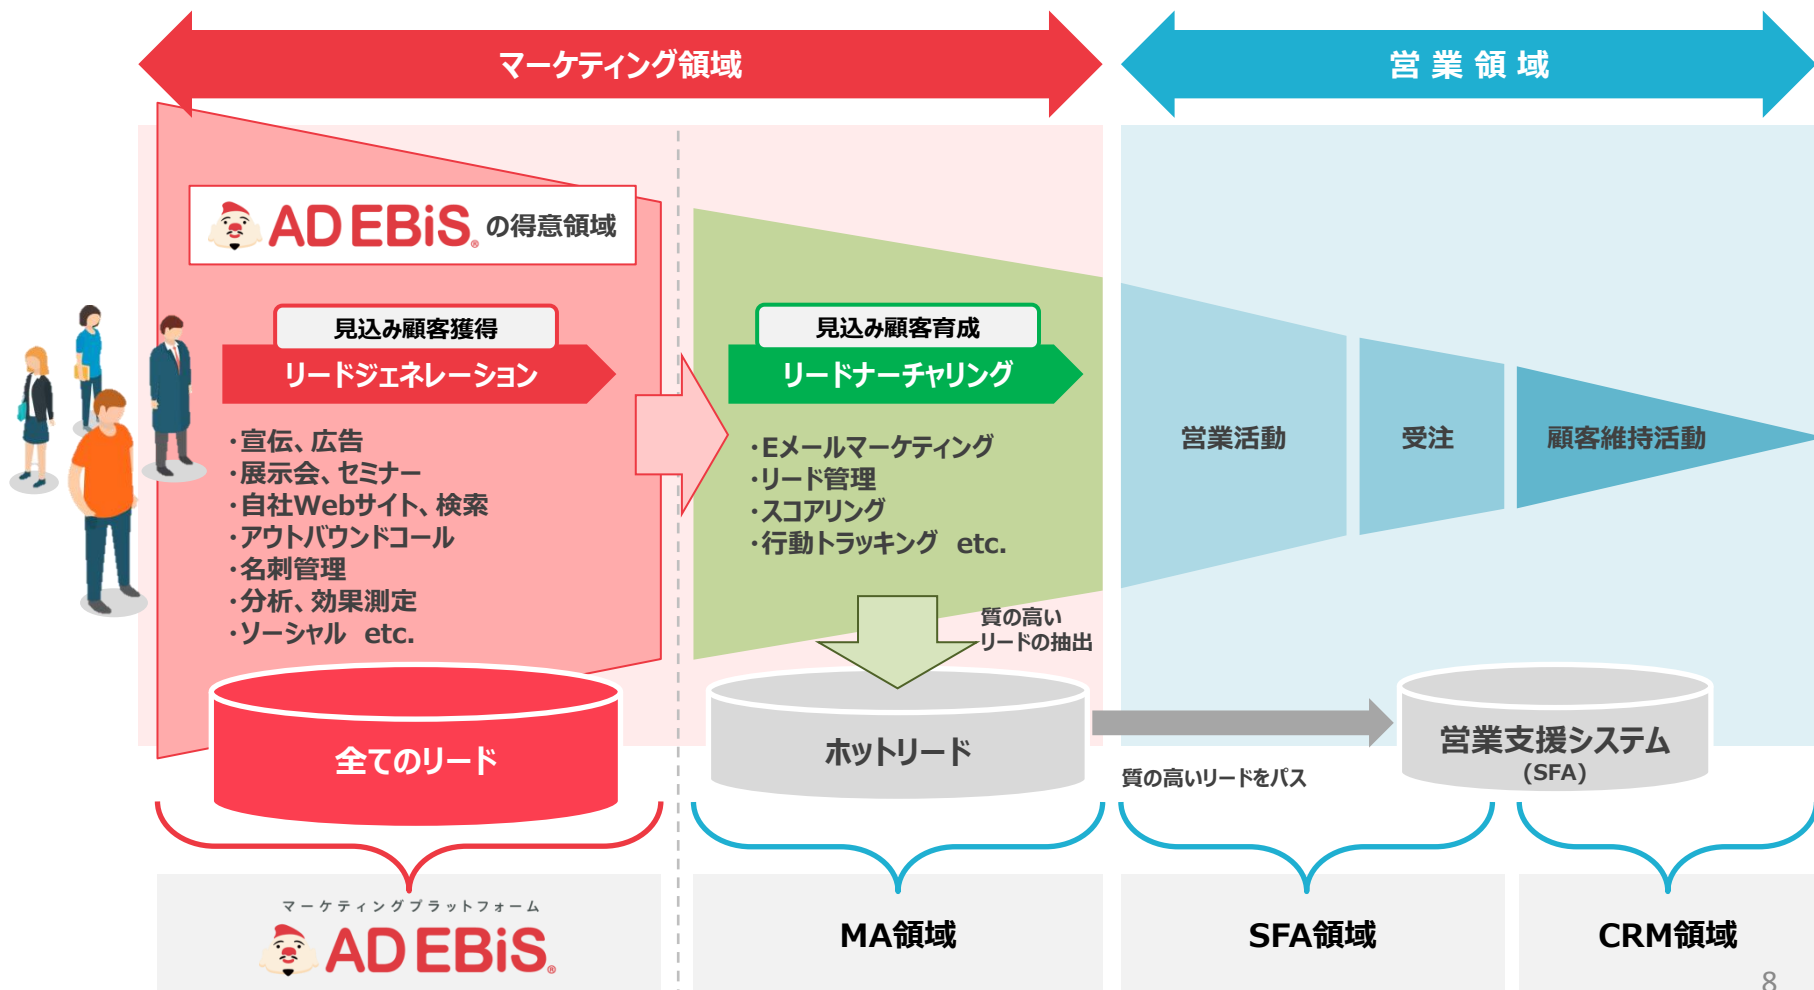 マーケティング領域
営業領域
AD EBiS® の得意領域
見込み顧客獲得
リードジェネレーション
・宣伝、広告
・展示会、セミナー
・自社Webサイト、検索
・アウトバウンドコール
・名刺管理
・分析、効果測定
・ソーシャル etc.
見込み顧客育成
リードナーチャリング
・Eメールマーケティング
・リード管理
・スコアリング
・行動トラッキング etc.
営業活動
受注
顧客維持活動
質の高い
リードの抽出
全てのリード
ホットリード
質の高いリードをパス
営業支援システム
(SFA)
マーケティングプラットフォーム
AD EBiS®
MA領域
SFA領域
CRM領域
8